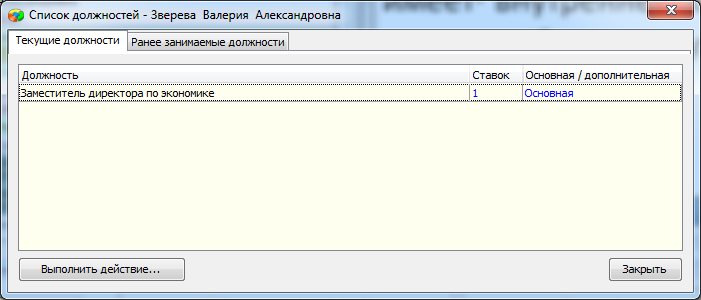 Список должностей - Зверева Валерия Александровна
Текущие должности Ранее занимаемые должности
Должность Ставок Основная / дополнительная
Заместитель директора по экономике 1 Основная
Выполнить действие... Закрыть